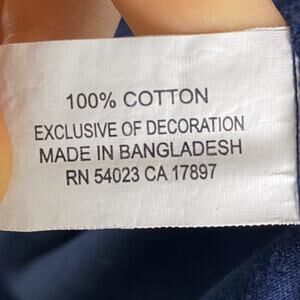 100% COTTON
EXCLUSIVE OF DECORATION
MADE IN BANGLADESH
RN 54023 CA 17897